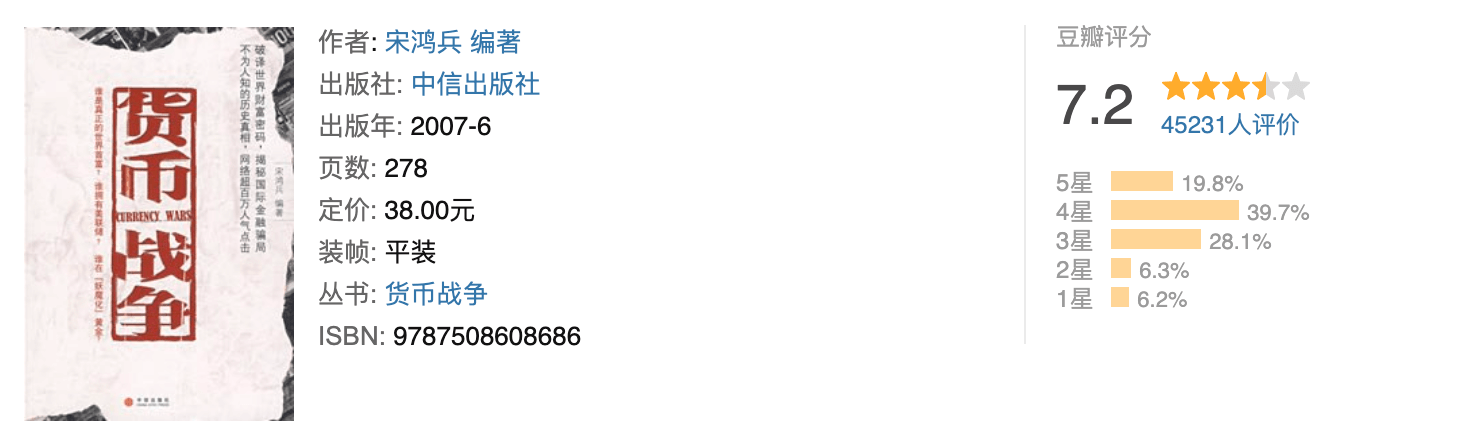 破译世界财富密码，揭秘国际金融骗局
不为人知的历史真相，网络超百万人气点击
宋鸿兵 编著
货币
CURRENCY WARS
战争
谁是真正的世界首富？谁拥有美联储？谁在「妖魔化」黄金？
中信出版社
作者: 宋鸿兵 编著
出版社: 中信出版社
出版年: 2007-6
页数: 278
定价: 38.00元
装帧: 平装
丛书: 货币战争
ISBN: 9787508608686
豆瓣评分
7.2
45231人评价
5星 19.8%
4星 39.7%
3星 28.1%
2星 6.3%
1星 6.2%